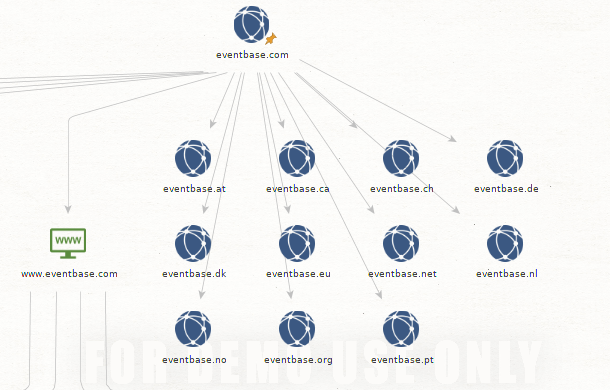 eventbase.com
eventbase.at
eventbase.ca
eventbase.ch
eventbase.de
WWW
www.eventbase.com
eventbase.dk
eventbase.eu
eventbase.net
eventbase.nl
eventbase.no
eventbase.org
eventbase.pt
FOR DEMO USE ONLY